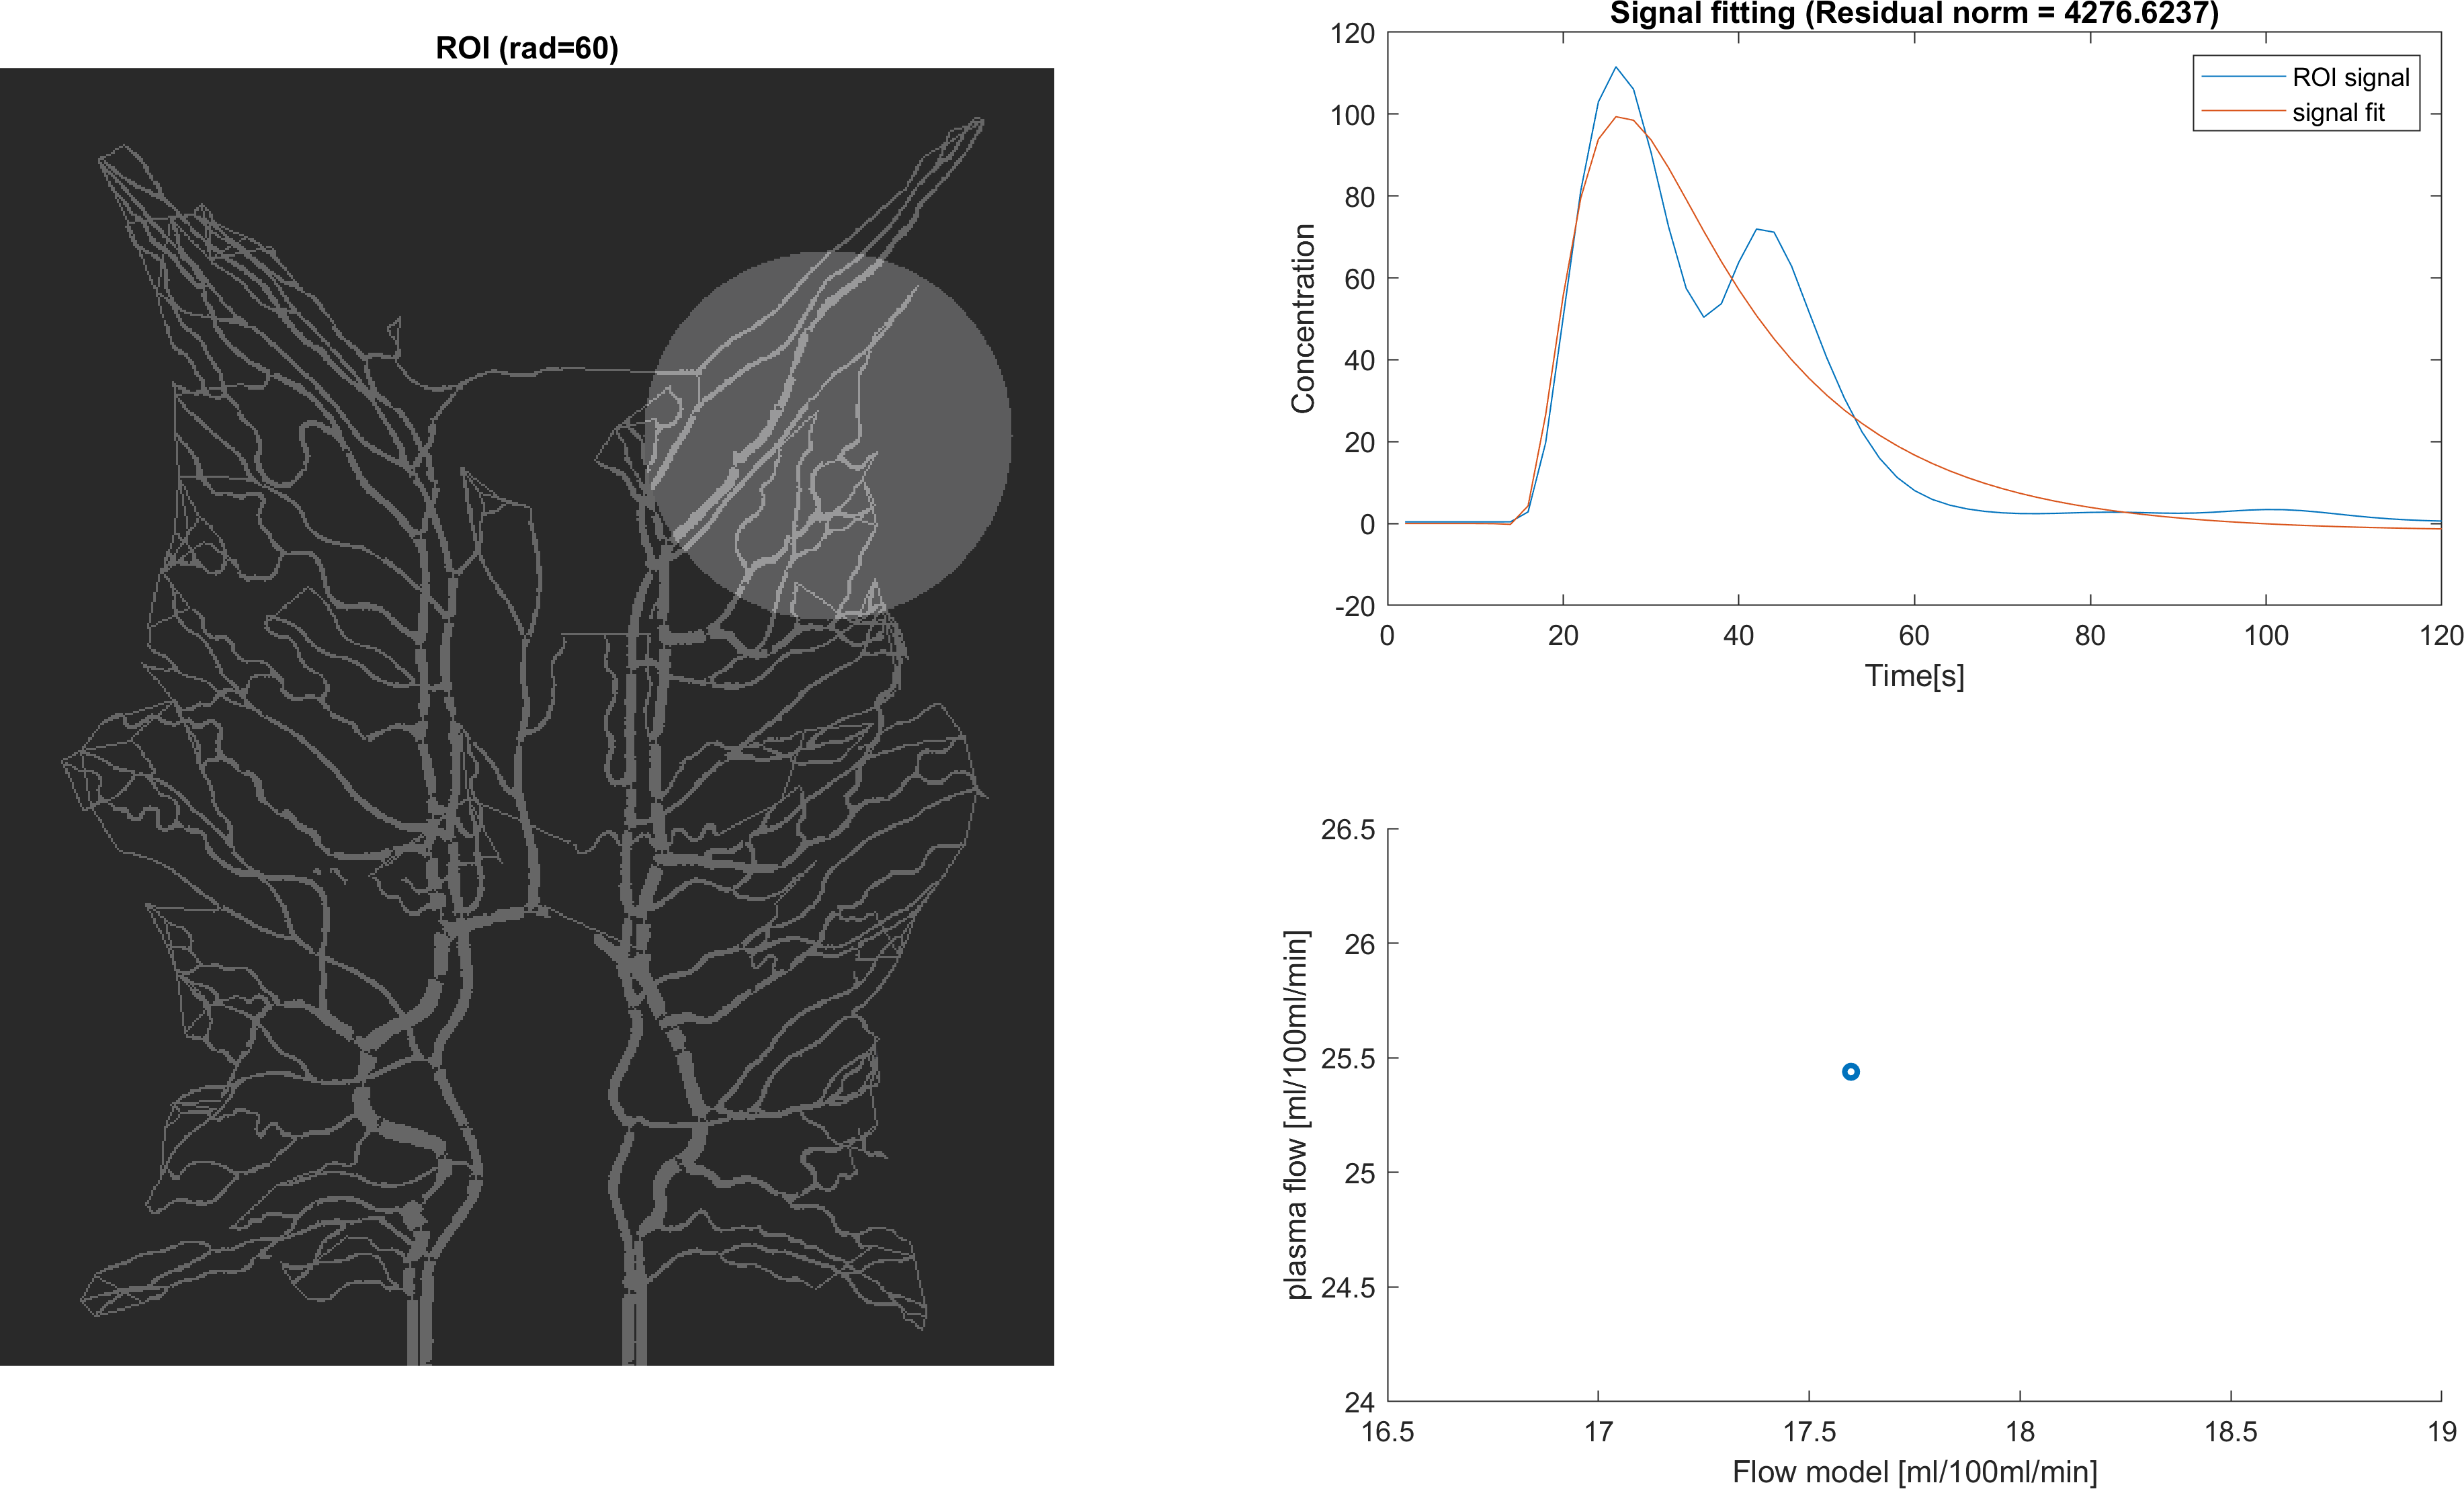 ROI (rad=60)
Signal fitting (Residual norm = 4276.6237)
120
100
80
60
40
20
0
-20
Concentration
ROI signal
signal fit
0 20 40 60 80 100 120
Time[s]
26.5
26
25.5
25
24.5
24
plasma flow [ml/100ml/min]
16.5 17 17.5 18 18.5 19
Flow model [ml/100ml/min]